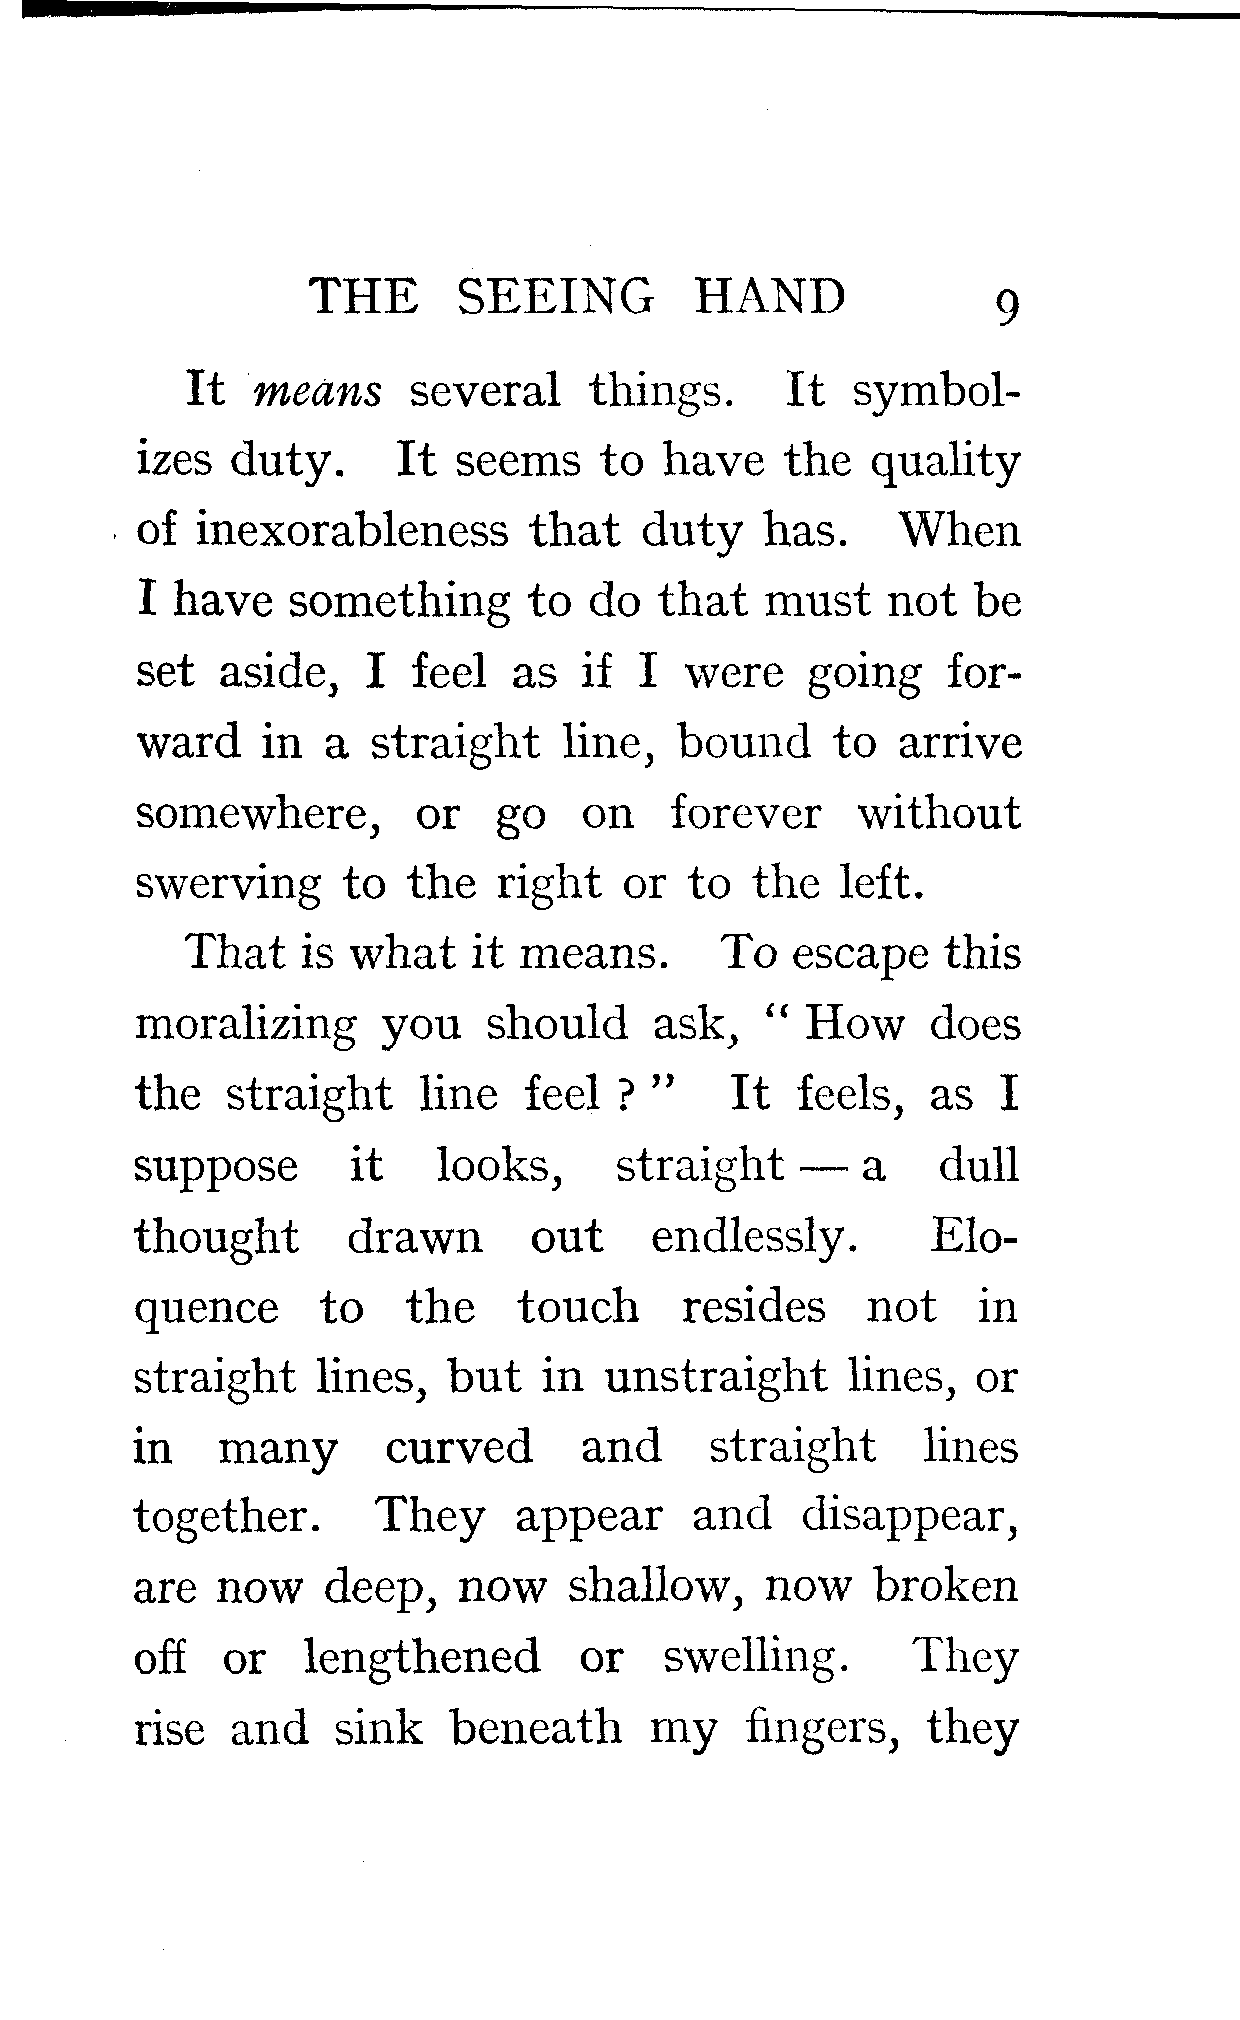 THE SEEING HAND 9
It means several things. It symbol-
izes duty. It seems to have the quality
of inexorableness that duty has. When
I have something to do that must not be
set aside, I feel as if I were going for-
ward in a straight line, bound to arrive
somewhere, or go on forever without
swerving to the right or to the left.
That is what it means. To escape this
moralizing you should ask, " How does
the straight line feel ? " It feels, as I
suppose it looks, straight — a dull
thought drawn out endlessly. Elo-
quence to the touch resides not in
straight lines, but in unstraight lines, or
in many curved and straight lines
together. They appear and disappear,
are now deep, now shallow, now broken
off or lengthened or swelling. They
rise and sink beneath my fingers, they